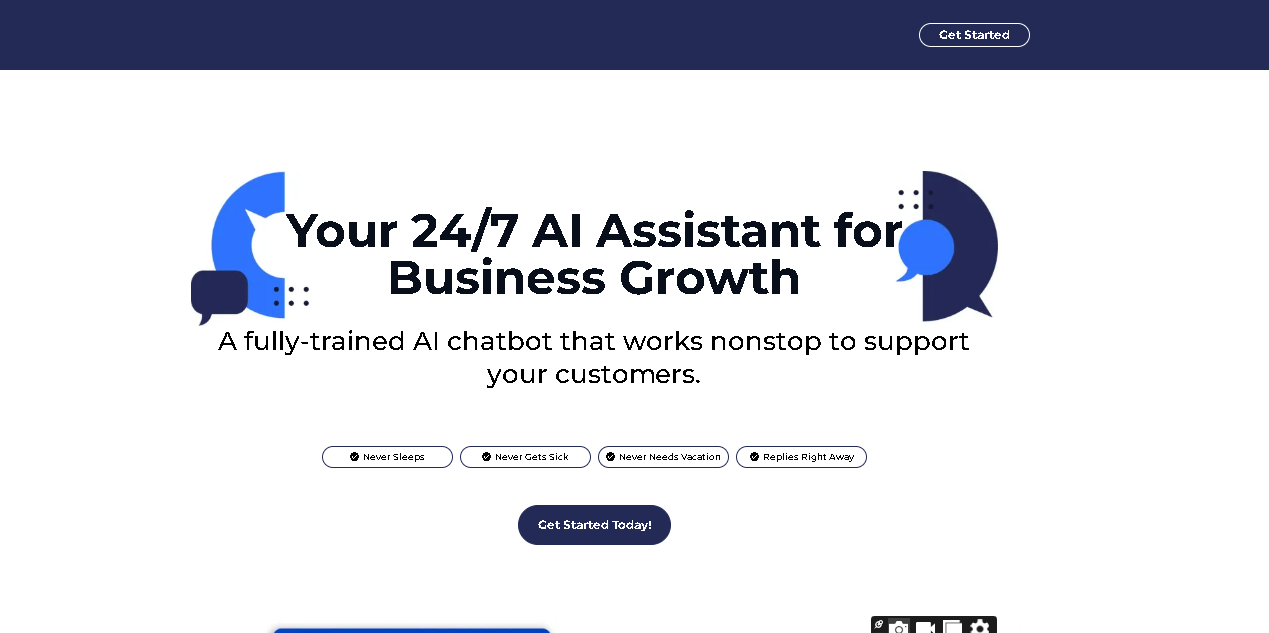 Get Started
Your 24/7 AI Assistant for
Business Growth
A fully-trained AI chatbot that works nonstop to support
your customers.
Never Sleeps
Never Gets Sick
Never Needs Vacation
Replies Right Away
Get Started Today!